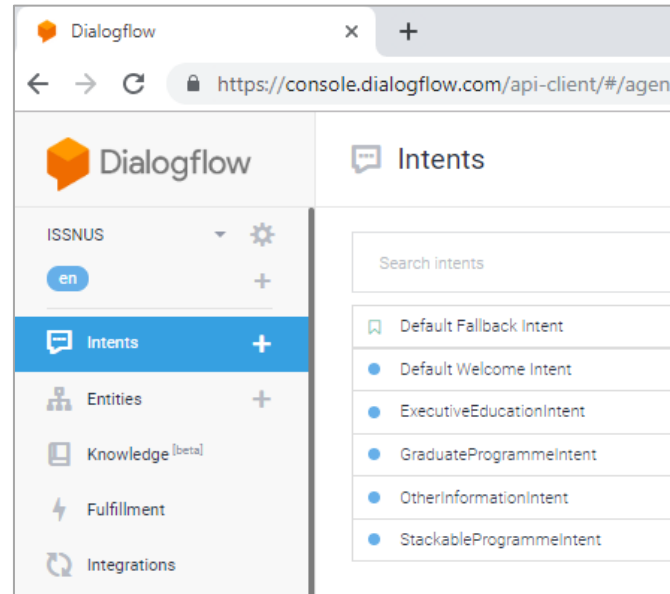 Dialogflow
https://console.dialogflow.com/api-client/#/agen
Dialogflow
Intents
ISSNUS
en
Search intents
Intents
Entities
Knowledge [beta]
Fulfillment
Integrations
Default Fallback Intent
Default Welcome Intent
ExecutiveEducationIntent
GraduateProgrammeIntent
OtherInformationIntent
StackableProgrammeIntent